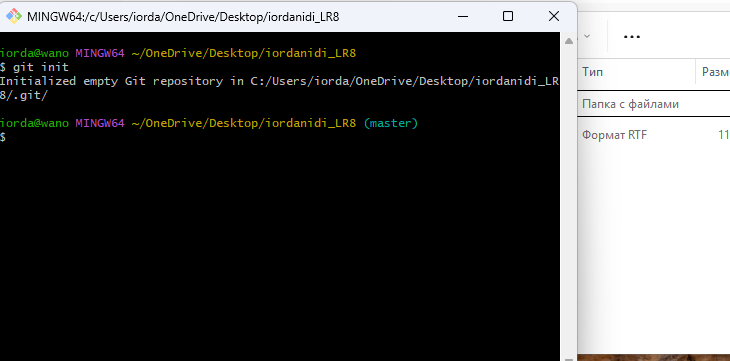 MINGW64:/c/Users/iorda/OneDrive/Desktop/iordanidi_LR8
iorda@wano MINGW64 ~/OneDrive/Desktop/iordanidi_LR8
$ git init
Initialized empty Git repository in C:/Users/iorda/OneDrive/Desktop/iordanidi_LR
8/.git/
iorda@wano MINGW64 ~/OneDrive/Desktop/iordanidi_LR8 (master)
$
Тип
Разм
Папка с файлами
Формат RTF
11